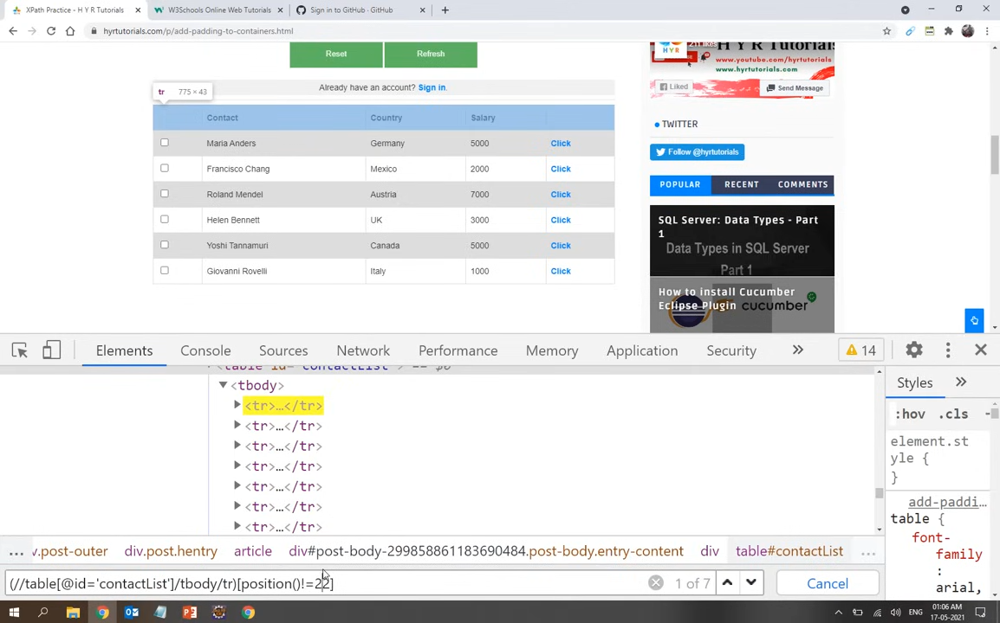 XPath Practice - H Y R Tutorials
W3Schools Online Web Tutorials
Sign in to GitHub · GitHub
hyrtutorials.com/p/add-padding-to-containers.html
Reset
Refresh
Already have an account? Sign in.
tr 775 × 43
Contact Country Salary
Maria Anders Germany 5000 Click
Francisco Chang Mexico 2000 Click
Roland Mendel Austria 7000 Click
Helen Bennett UK 3000 Click
Yoshi Tannamuri Canada 5000 Click
Giovanni Rovelli Italy 1000 Click
HYR
H Y R Tutorials
www.youtube.com/hyrtutorials
www.hyrtutorials.com
Liked
Send Message
TWITTER
Follow @hyrtutorials
POPULAR RECENT COMMENTS
SQL Server: Data Types - Part
1
Data Types in SQL Server
Part 1
How to install Cucumber
Eclipse Plugin
cucumber
Elements Console Sources Network Performance Memory Application Security » 14
<table id="contactList"> == $0
<tbody>
<tr>…</tr>
<tr>…</tr>
<tr>…</tr>
<tr>…</tr>
<tr>…</tr>
<tr>…</tr>
<tr>…</tr>
Styles »
:hov .cls
element.st
yle {
}
add-paddi…
table {
font-
family
:
arial,
… v.post-outer div.post.hentry article div#post-body-299858861183690484.post-body.entry-content div table#contactList …
(//table[@id='contactList']/tbody/tr)[position()!=22]
1 of 7
Cancel
ENG
01:06 AM
17-05-2021